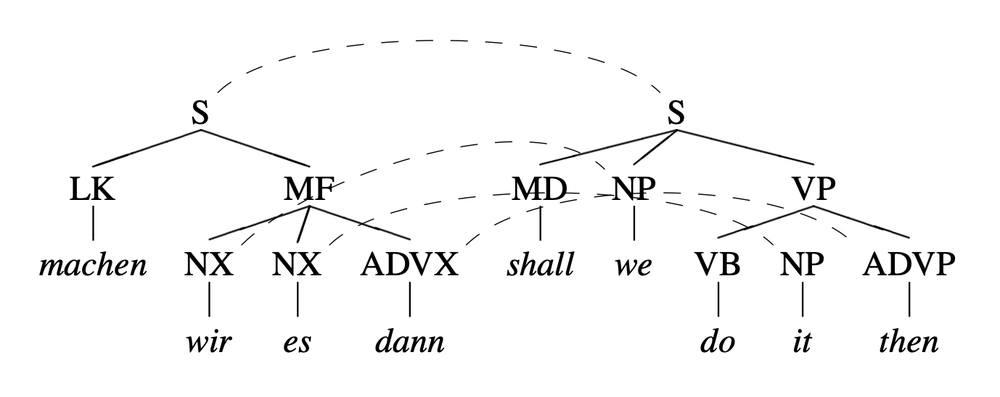 S S
LK MF MD NP VP
machen NX NX ADVX shall we VB NP ADVP
wir es dann do it then